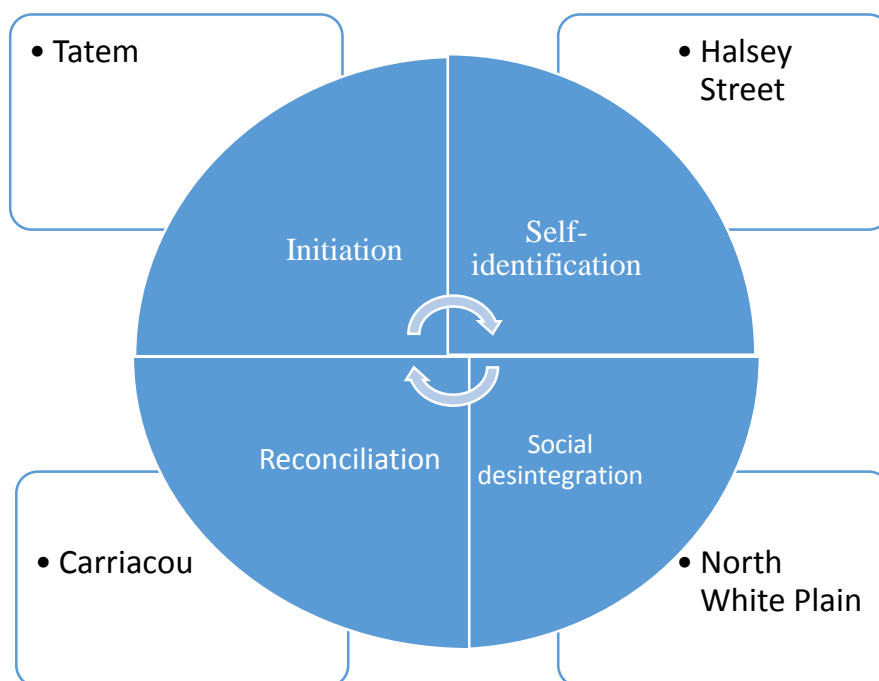 • Tatem
• Halsey
Street
Initiation
Self-
identification
Reconciliation
Social
desintegration
• Carriacou
• North
White Plain